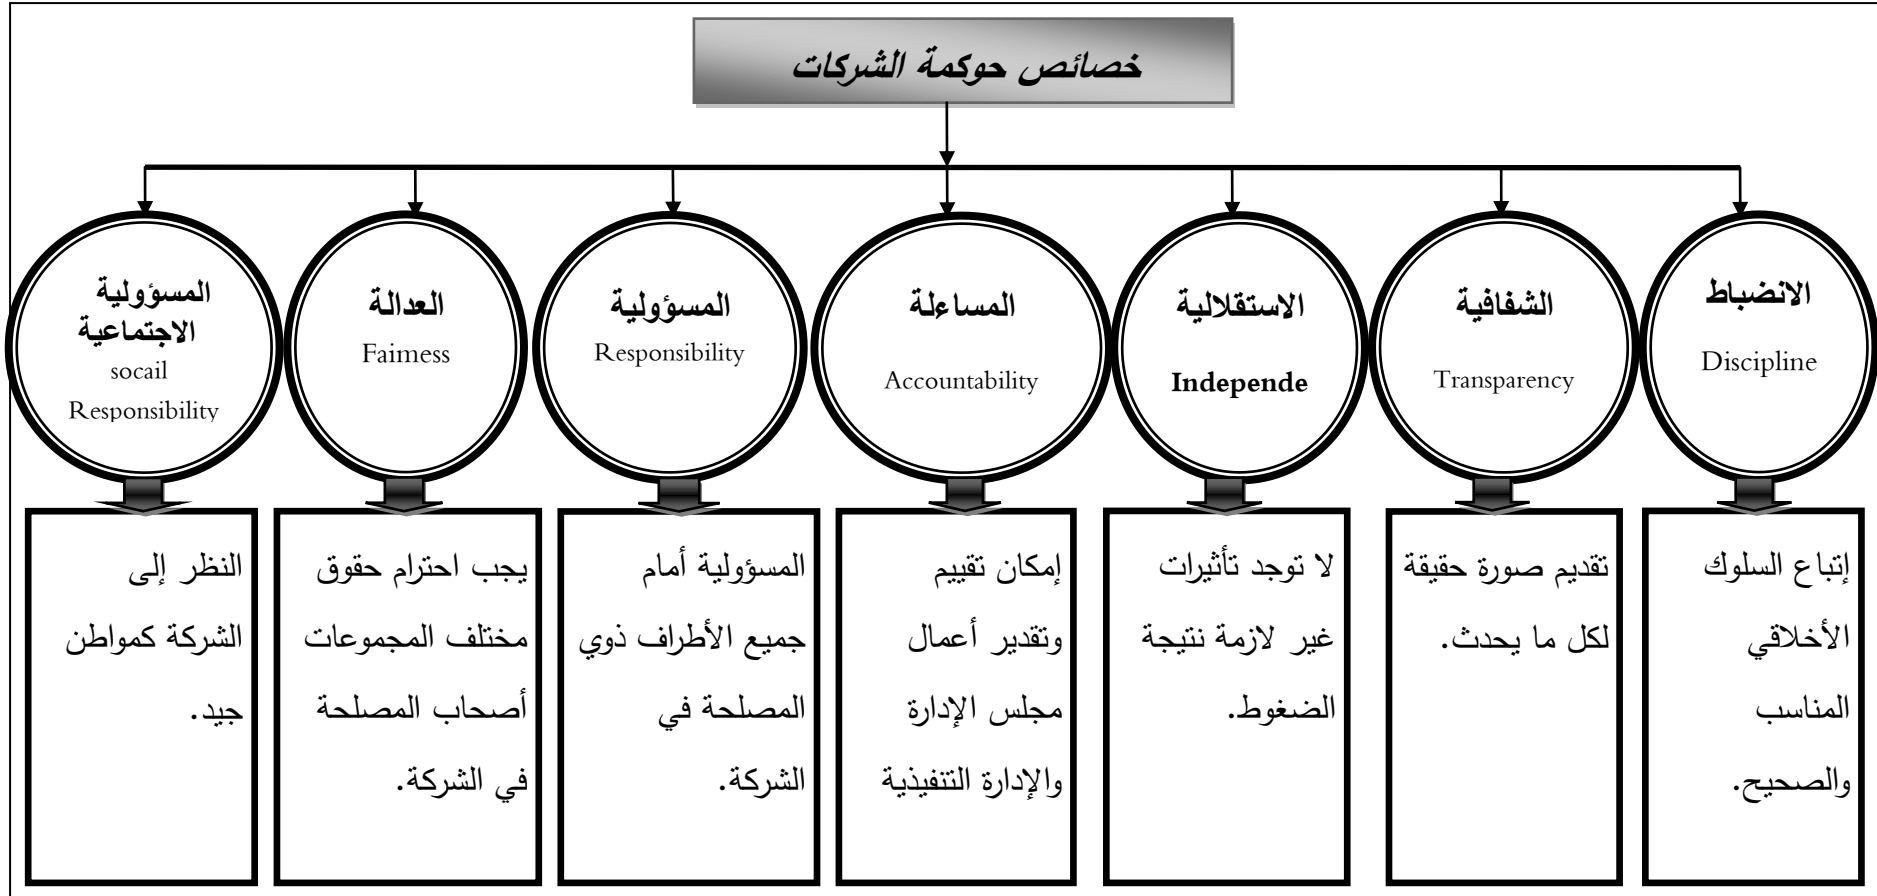 خصائص حوكمة الشركات
الانضباط
Discipline
الشفافية
Transparency
الاستقلالية
Independe
المساءلة
Accountability
المسؤولية
Responsibility
العدالة
Fairness
المسؤولية
الاجتماعية
socail
Responsibility
إتباع السلوك
الأخلاقي
المناسب
والصحيح.
تقديم صورة حقيقة
لكل ما يحدث.
لا توجد تأثيرات
غير لازمة نتيجة
الضغوط.
إمكان تقييم
وتقدير أعمال
مجلس الإدارة
والإدارة التنفيذية
المسؤولية أمام
جميع الأطراف ذوي
المصلحة في
الشركة.
يجب احترام حقوق
مختلف المجموعات
أصحاب المصلحة
في الشركة.
النظر إلى
الشركة كمواطن
جيد.